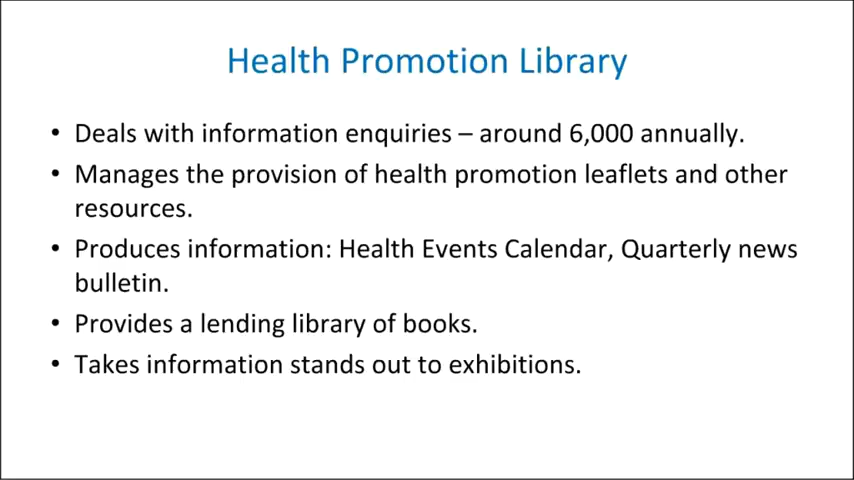 Health Promotion Library
• Deals with information enquiries – around 6,000 annually.
• Manages the provision of health promotion leaflets and other
resources.
• Produces information: Health Events Calendar, Quarterly news
bulletin.
• Provides a lending library of books.
• Takes information stands out to exhibitions.